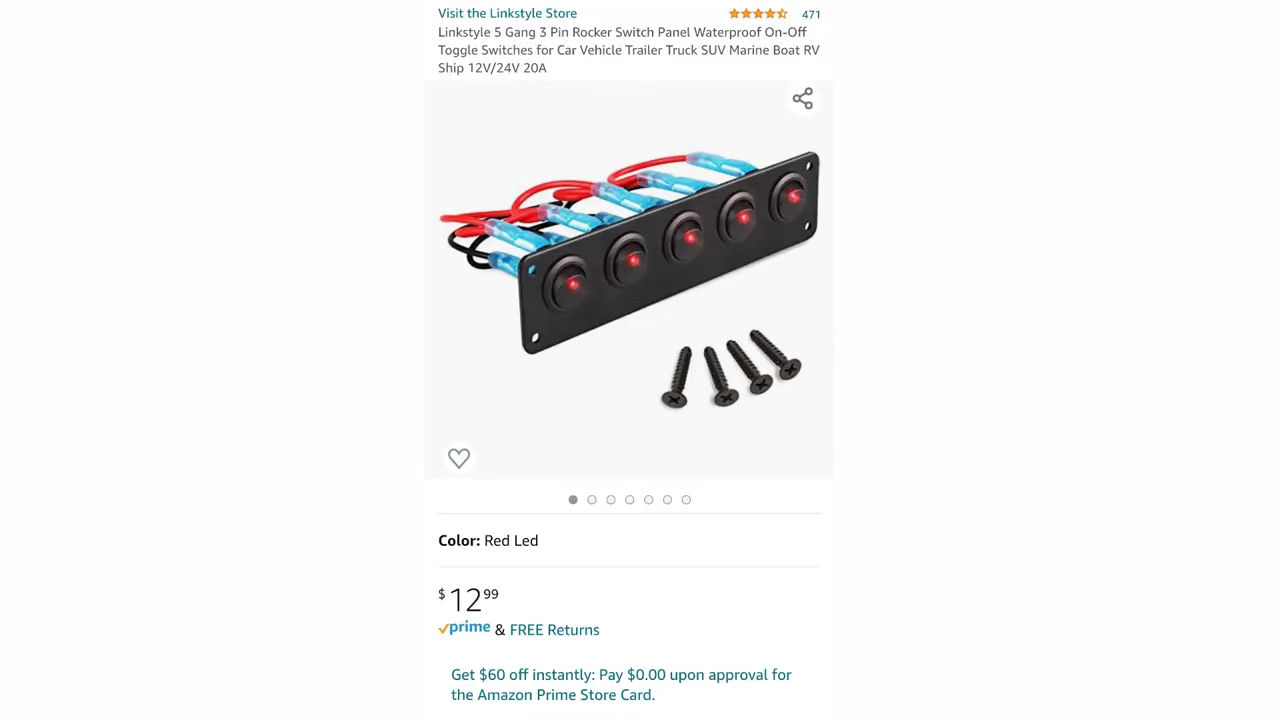 Visit the Linkstyle Store 471
Linkstyle 5 Gang 3 Pin Rocker Switch Panel Waterproof On-Off
Toggle Switches for Car Vehicle Trailer Truck SUV Marine Boat RV
Ship 12V/24V 20A
Color: Red Led
$12 99
prime & FREE Returns
Get $60 off instantly: Pay $0.00 upon approval for
the Amazon Prime Store Card.